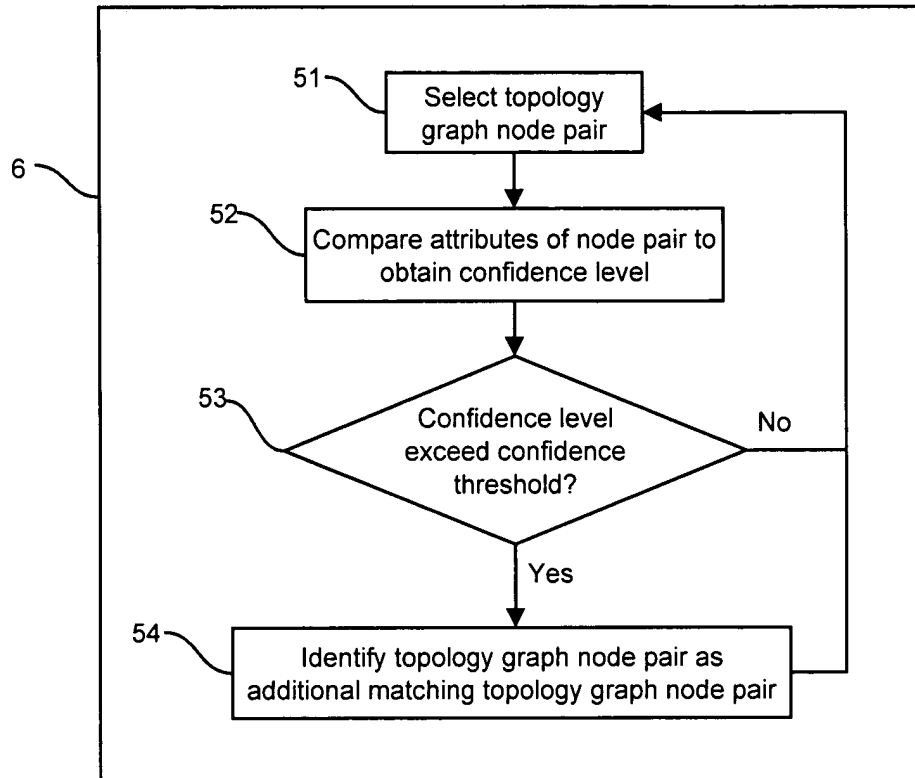 51
Select topology
graph node pair
6
52
Compare attributes of node pair to
obtain confidence level
53
Confidence level
exceed confidence
threshold?
No
Yes
54
Identify topology graph node pair as
additional matching topology graph node pair